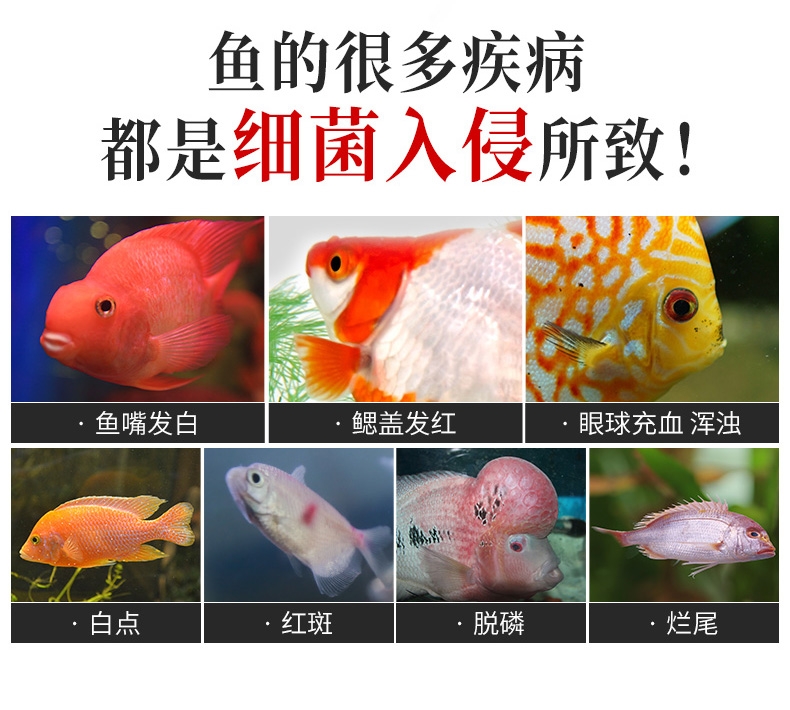 鱼的很多疾病
都是细菌入侵所致！
· 鱼嘴发白
· 鳃盖发红
· 眼球充血 浑浊
· 白点
· 红斑
· 脱磷
· 烂尾